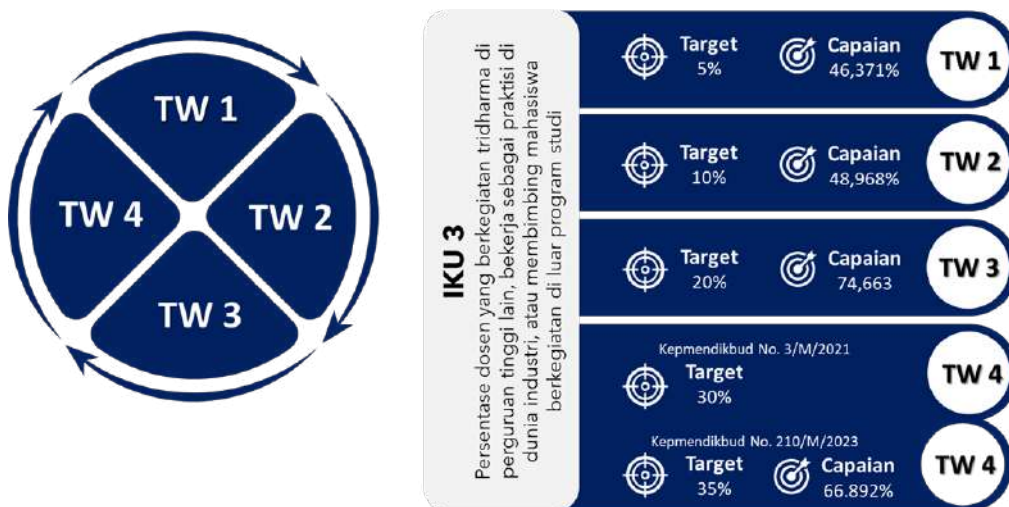 TW 1
TW 4
TW 2
TW 3
IKU 3
Persentase dosen yang berkegiatan tridharma di
perguruan tinggi lain, bekerja sebagai praktisi di
dunia industri, atau membimbing mahasiswa
berkegiatan di luar program studi
Target
5%
Capaian
46,371%
TW 1
Target
10%
Capaian
48,968%
TW 2
Target
20%
Capaian
74,663
TW 3
Kepmendikbud No. 3/M/2021
Target
30%
TW 4
Kepmendikbud No. 210/M/2023
Target
35%
Capaian
66.892%
TW 4